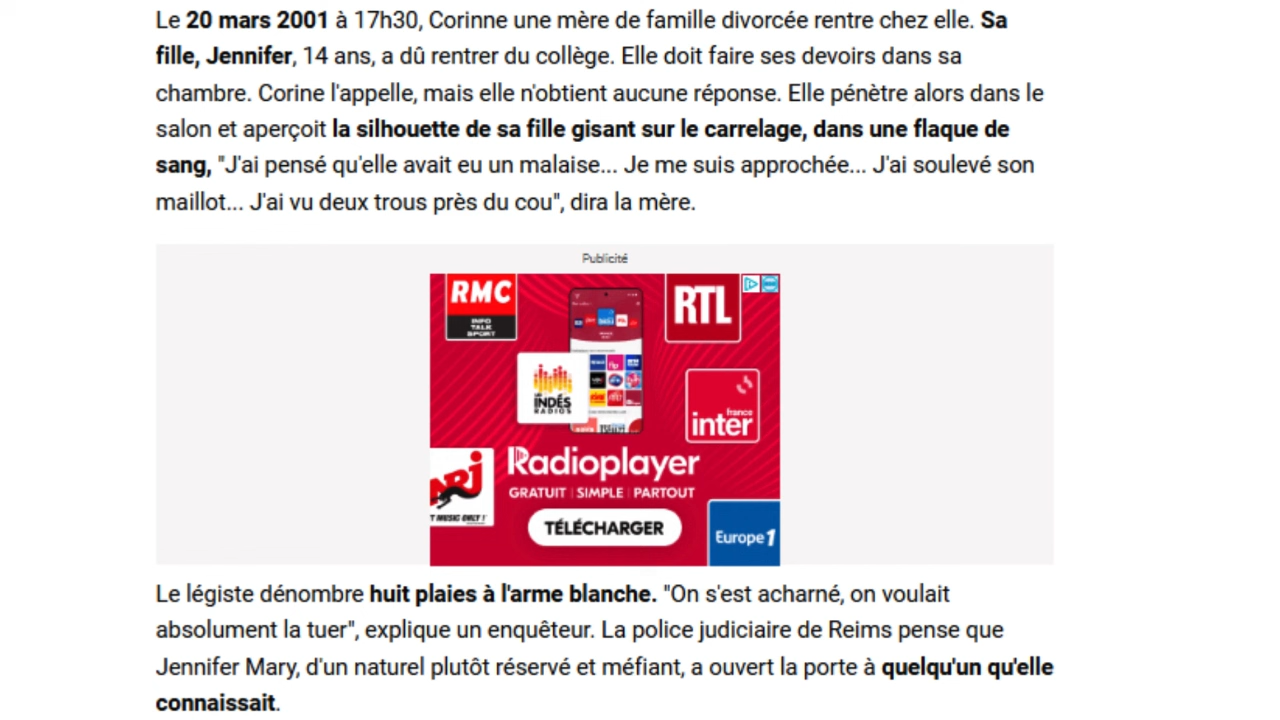 Le 20 mars 2001 à 17h30, Corinne une mère de famille divorcée rentre chez elle. Sa
fille, Jennifer, 14 ans, a dû rentrer du collège. Elle doit faire ses devoirs dans sa
chambre. Corine l'appelle, mais elle n'obtient aucune réponse. Elle pénètre alors dans le
salon et aperçoit la silhouette de sa fille gisant sur le carrelage, dans une flaque de
sang, "J'ai pensé qu'elle avait eu un malaise... Je me suis approchée... J'ai soulevé son
maillot... J'ai vu deux trous près du cou", dira la mère.
Publicité
RMC
INFO
TALK
SPORT
RTL
LES
INDÉS
RADIOS
france
inter
Radioplayer
GRATUIT | SIMPLE | PARTOUT
NRJ
T MUSIC ONLY !
TÉLÉCHARGER
Europe 1
Le légiste dénombre huit plaies à l'arme blanche. "On s'est acharné, on voulait
absolument la tuer", explique un enquêteur. La police judiciaire de Reims pense que
Jennifer Mary, d'un naturel plutôt réservé et méfiant, a ouvert la porte à quelqu'un qu'elle
connaissait.